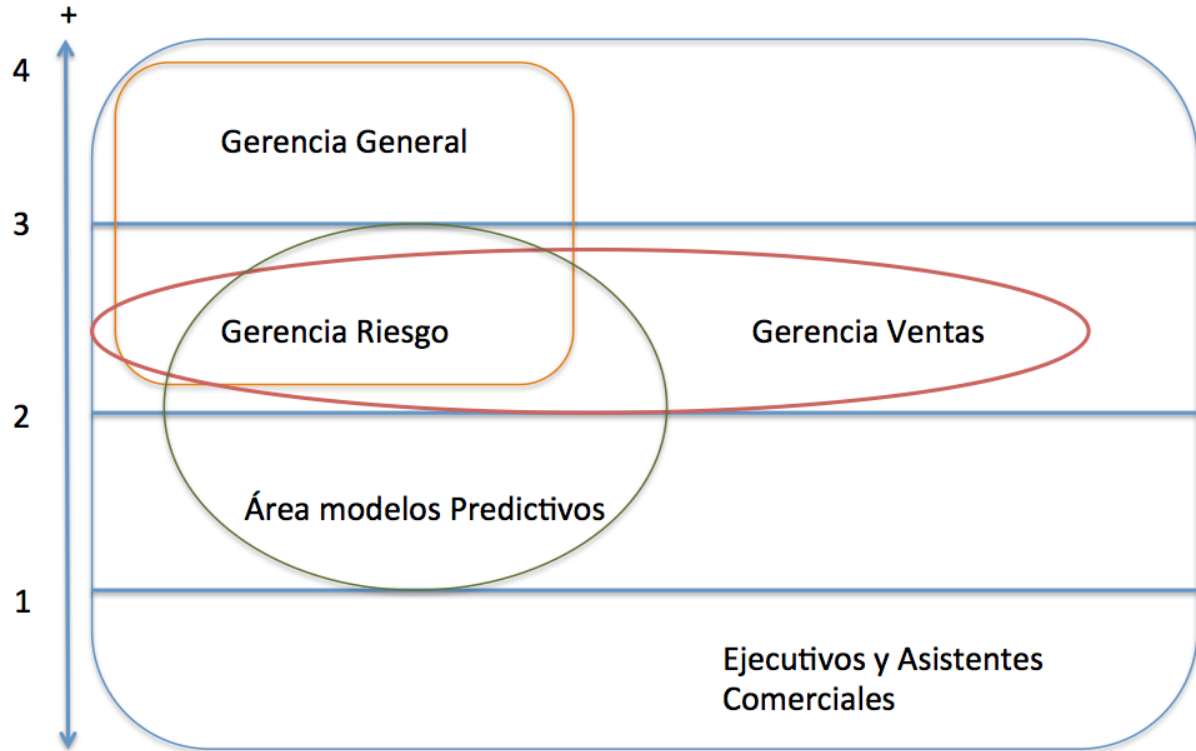 +
4
Gerencia General
3
Gerencia Riesgo
Gerencia Ventas
2
Área modelos Predictivos
1
Ejecutivos y Asistentes
Comerciales